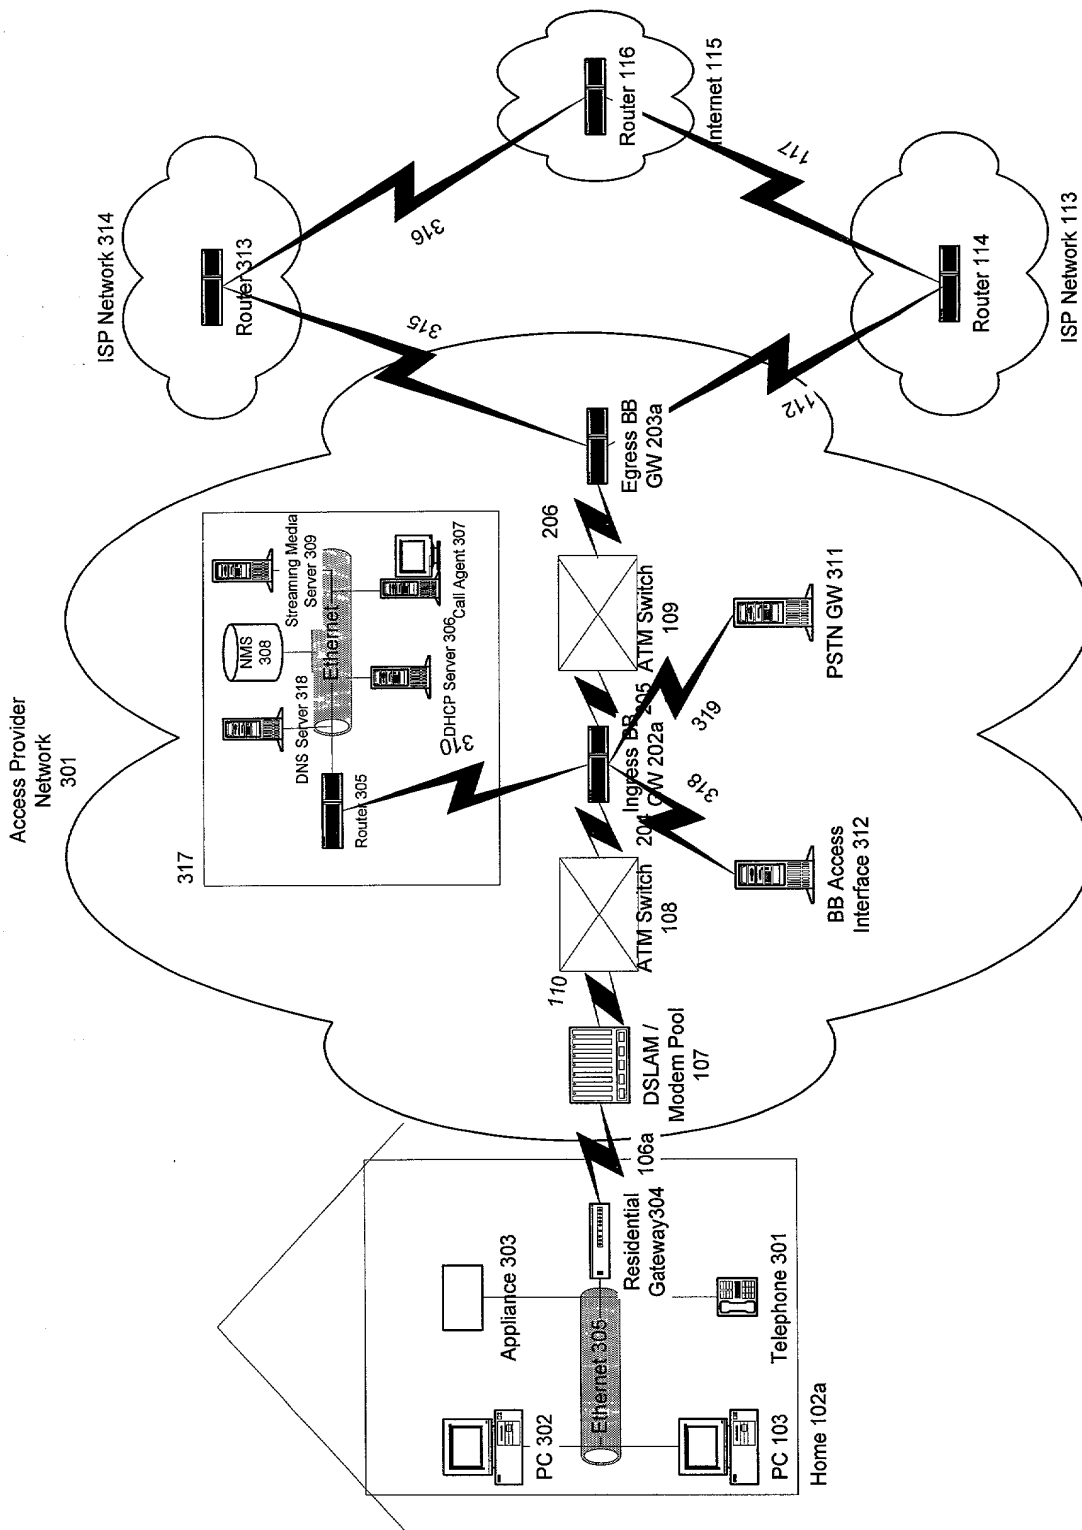 Access Provider
Network
301
ISP Network 314
Router 313
316
315
Router 116
Internet 115
117
Router 114
ISP Network 113
112
Egress BB
GW 203a
206
ATM Switch
109
205
Ingress BB
GW 202a
204
ATM Switch
108
110
DSLAM /
Modem Pool
107
106a
317
Streaming Media
Server 309
NMS
308
Ethernet
Call Agent 307
DHCP Server 306
DNS Server 318
Router 305
310
319
318
PSTN GW 311
BB Access
Interface 312
Residential
Gateway304
Appliance 303
Ethernet 305
Telephone 301
PC 302
PC 103
Home 102a